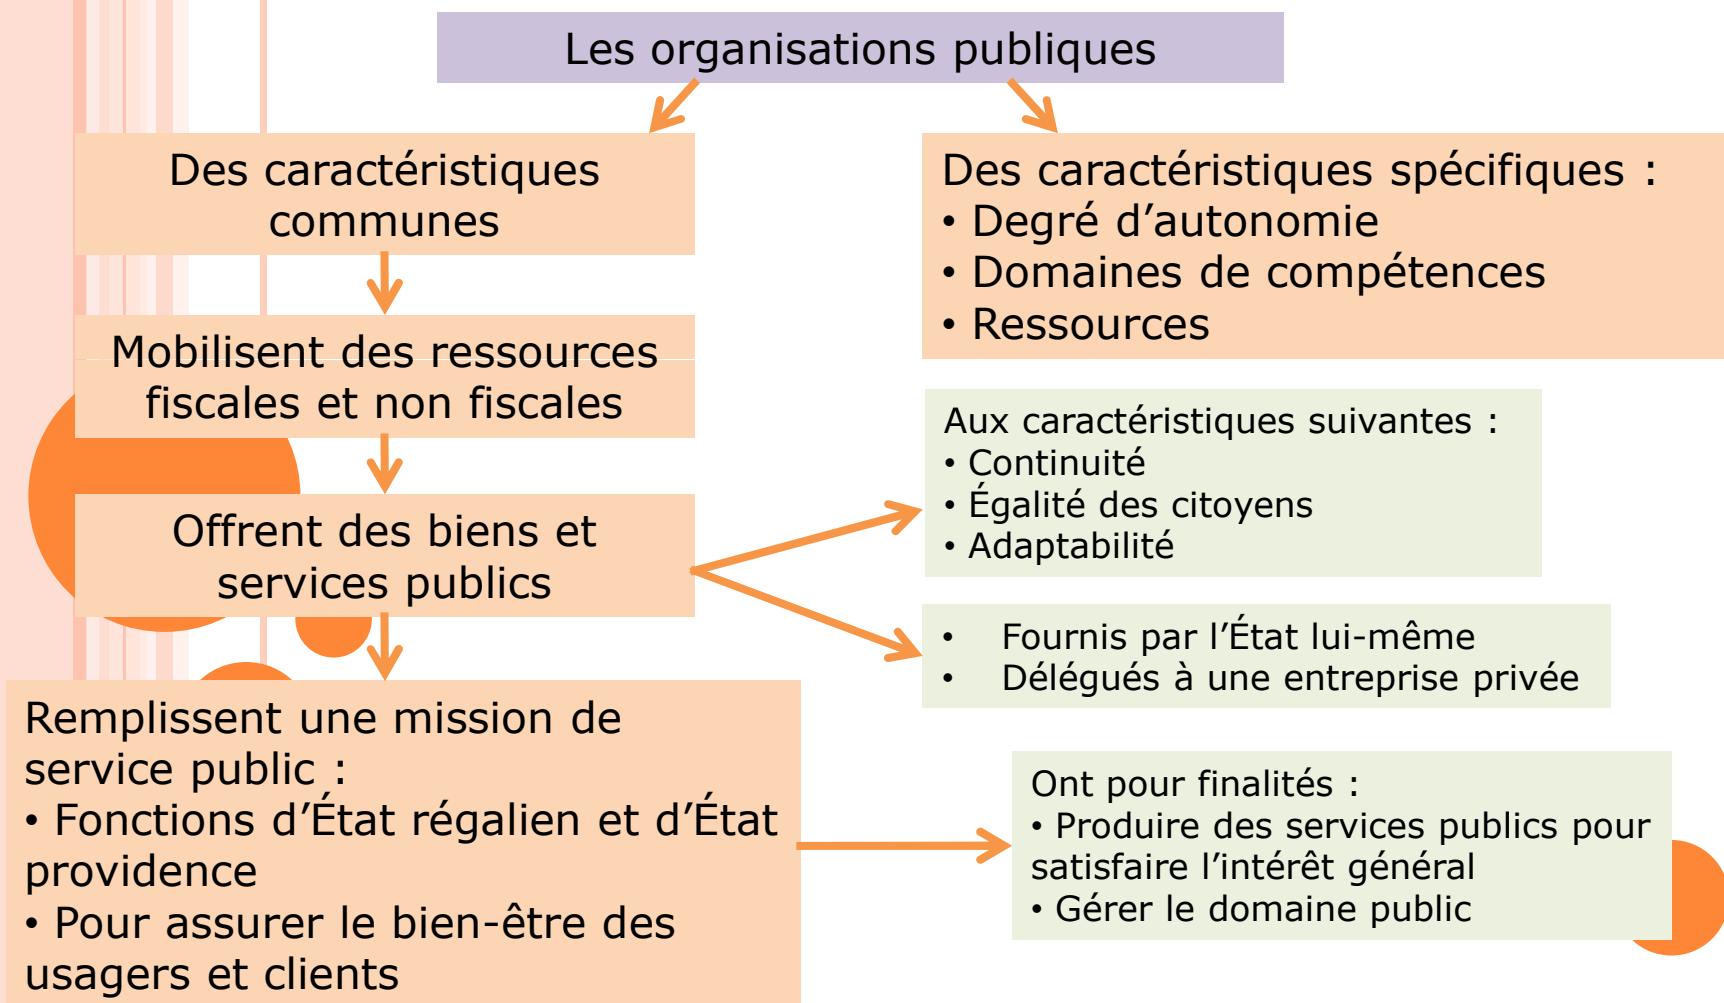 Les organisations publiques
Des caractéristiques
communes
Des caractéristiques spécifiques :
• Degré d’autonomie
• Domaines de compétences
• Ressources
Mobilisent des ressources
fiscales et non fiscales
Offrent des biens et
services publics
Aux caractéristiques suivantes :
• Continuité
• Égalité des citoyens
• Adaptabilité
• Fournis par l’État lui-même
• Délégués à une entreprise privée
Remplissent une mission de
service public :
• Fonctions d’État régalien et d’État
providence
• Pour assurer le bien-être des
usagers et clients
Ont pour finalités :
• Produire des services publics pour
satisfaire l’intérêt général
• Gérer le domaine public